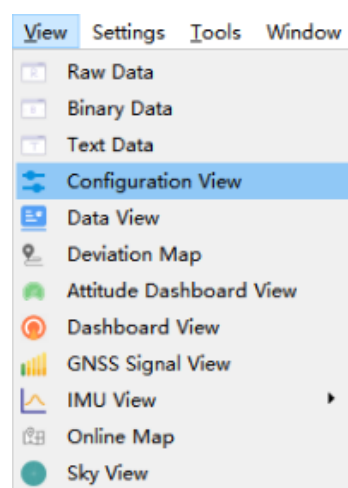 View Settings Tools Window
Raw Data
Binary Data
Text Data
Configuration View
Data View
Deviation Map
Attitude Dashboard View
Dashboard View
GNSS Signal View
IMU View
Online Map
Sky View